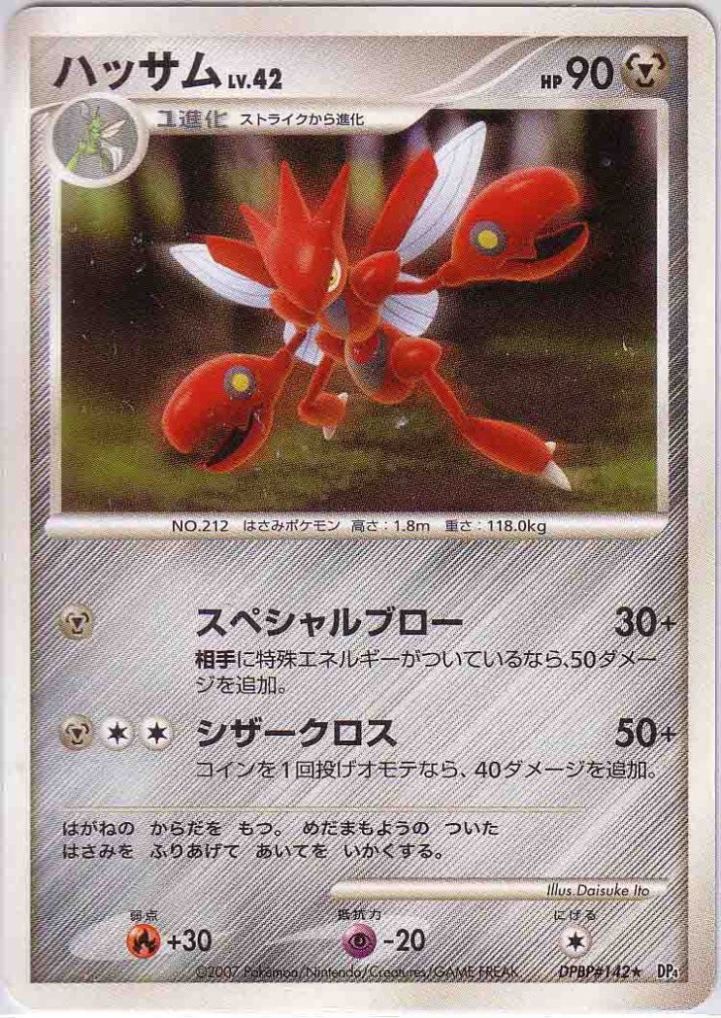 ハッサム LV.42
HP 90
1進化 ストライクから進化
NO.212 はさみポケモン 高さ：1.8m 重さ：118.0kg
スペシャルブロー 30+
相手に特殊エネルギーがついているなら、50ダメー
ジを追加。
シザークロス 50+
コインを1回投げオモテなら、40ダメージを追加。
はがねの からだを もつ。 めだまもようの ついた
はさみを ふりあげて あいてを いかくする。
Illus. Daisuke Ito
弱点 抵抗力 にげる
+30 -20
©2007 Pokémon/Nintendo/Creatures/GAME FREAK. DPBP#142★ DP4